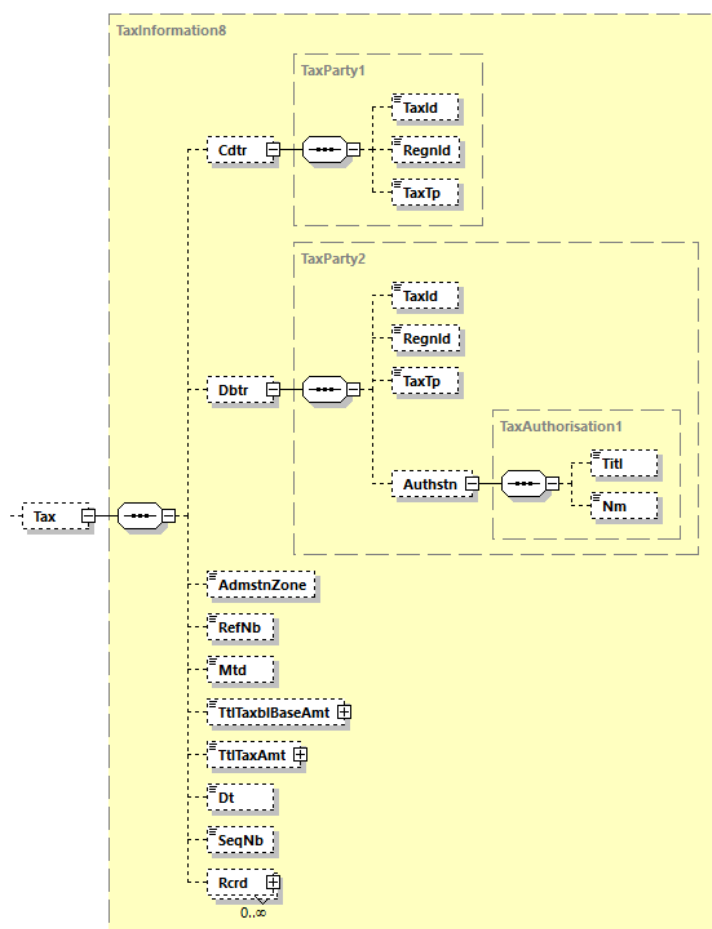 TaxInformation8
TaxParty1
TaxId
Cdtr
RegnId
TaxTp
TaxParty2
TaxId
RegnId
Dbtr
TaxTp
TaxAuthorisation1
Titl
Authstn
Nm
Tax
AdmstnZone
RefNb
Mtd
TtlTaxblBaseAmt
TtlTaxAmt
Dt
SeqNb
Rcrd
0..∞